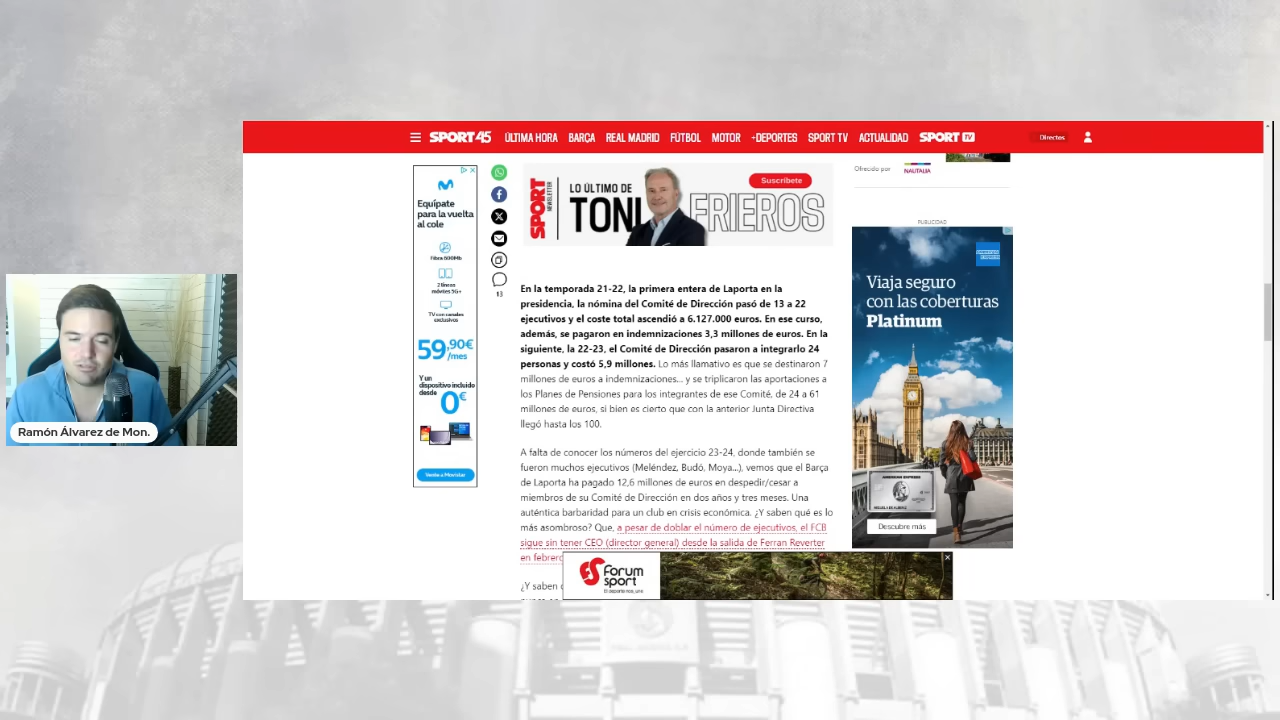 SPORT 45
ÚLTIMA HORA
BARÇA
REAL MADRID
FÚTBOL
MOTOR
+DEPORTES
SPORT TV
ACTUALIDAD
SPORT TV
Directos
Equípate
para la vuelta
al cole
Fibra 600Mb
2 líneas
móviles 5G+
TV con canales
exclusivos
59,90€
/mes
Y un
dispositivo incluido
desde
0€
Vente a Movistar
13
SPORT
NEWSLETTER
LO ÚLTIMO DE
TONI FRIEROS
Suscríbete
En la temporada 21-22, la primera entera de Laporta en la
presidencia, la nómina del Comité de Dirección pasó de 13 a 22
ejecutivos y el coste total ascendió a 6.127.000 euros. En ese curso,
además, se pagaron en indemnizaciones 3,3 millones de euros. En la
siguiente, la 22-23, el Comité de Dirección pasaron a integrarlo 24
personas y costó 5,9 millones. Lo más llamativo es que se destinaron 7
millones de euros a indemnizaciones... y se triplicaron las aportaciones a
los Planes de Pensiones para los integrantes de ese Comité, de 24 a 61
millones de euros, si bien es cierto que con la anterior Junta Directiva
llegó hasta los 100.
A falta de conocer los números del ejercicio 23-24, donde también se
fueron muchos ejecutivos (Meléndez, Budó, Moya...), vemos que el Barça
de Laporta ha pagado 12,6 millones de euros en despedir/cesar a
miembros de su Comité de Dirección en dos años y tres meses. Una
auténtica barbaridad para un club en crisis económica. ¿Y saben qué es lo
más asombroso? Que, a pesar de doblar el número de ejecutivos, el FCB
sigue sin tener CEO (director general) desde la salida de Ferran Reverter
en febrero
¿Y saben
Forum
sport
Ofrecido por
NAUTALIA
PUBLICIDAD
Viaja seguro
con las coberturas
Platinum
AMERICAN EXPRESS
Descubre más
Ramón Álvarez de Mon.